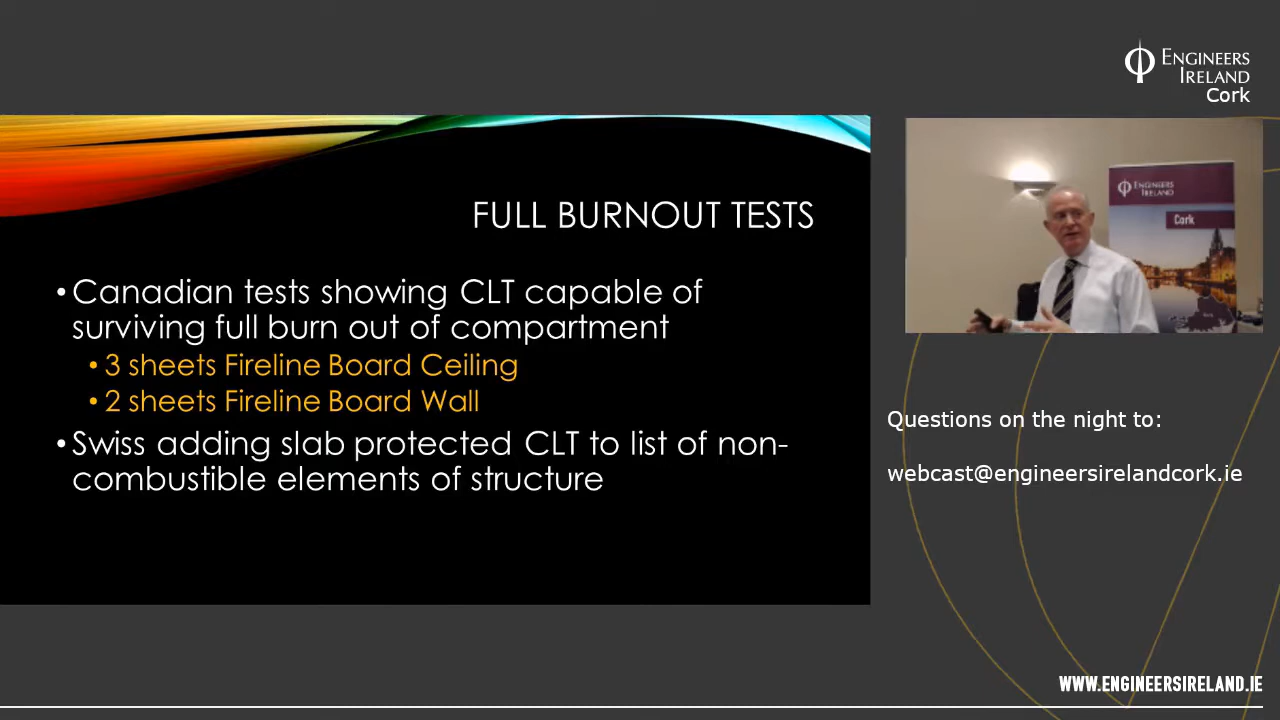 ENGINEERS
IRELAND
Cork
FULL BURNOUT TESTS
• Canadian tests showing CLT capable of
surviving full burn out of compartment
• 3 sheets Fireline Board Ceiling
• 2 sheets Fireline Board Wall
• Swiss adding slab protected CLT to list of non-
combustible elements of structure
ENGINEERS
IRELAND
Cork
Questions on the night to:
webcast@engineersirelandcork.ie
WWW.ENGINEERSIRELAND.IE